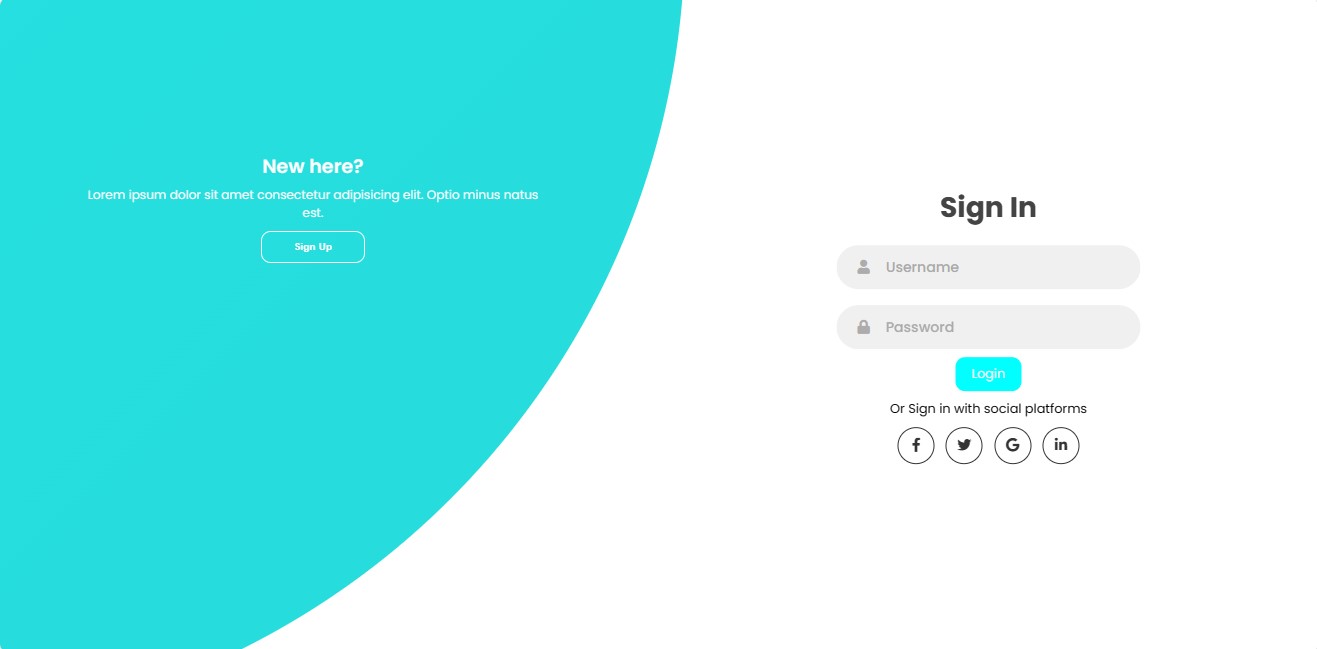 New here?
Lorem ipsum dolor sit amet consectetur adipisicing elit. Optio minus natus
est.
Sign Up
Sign In
Username
Password
Login
Or Sign in with social platforms